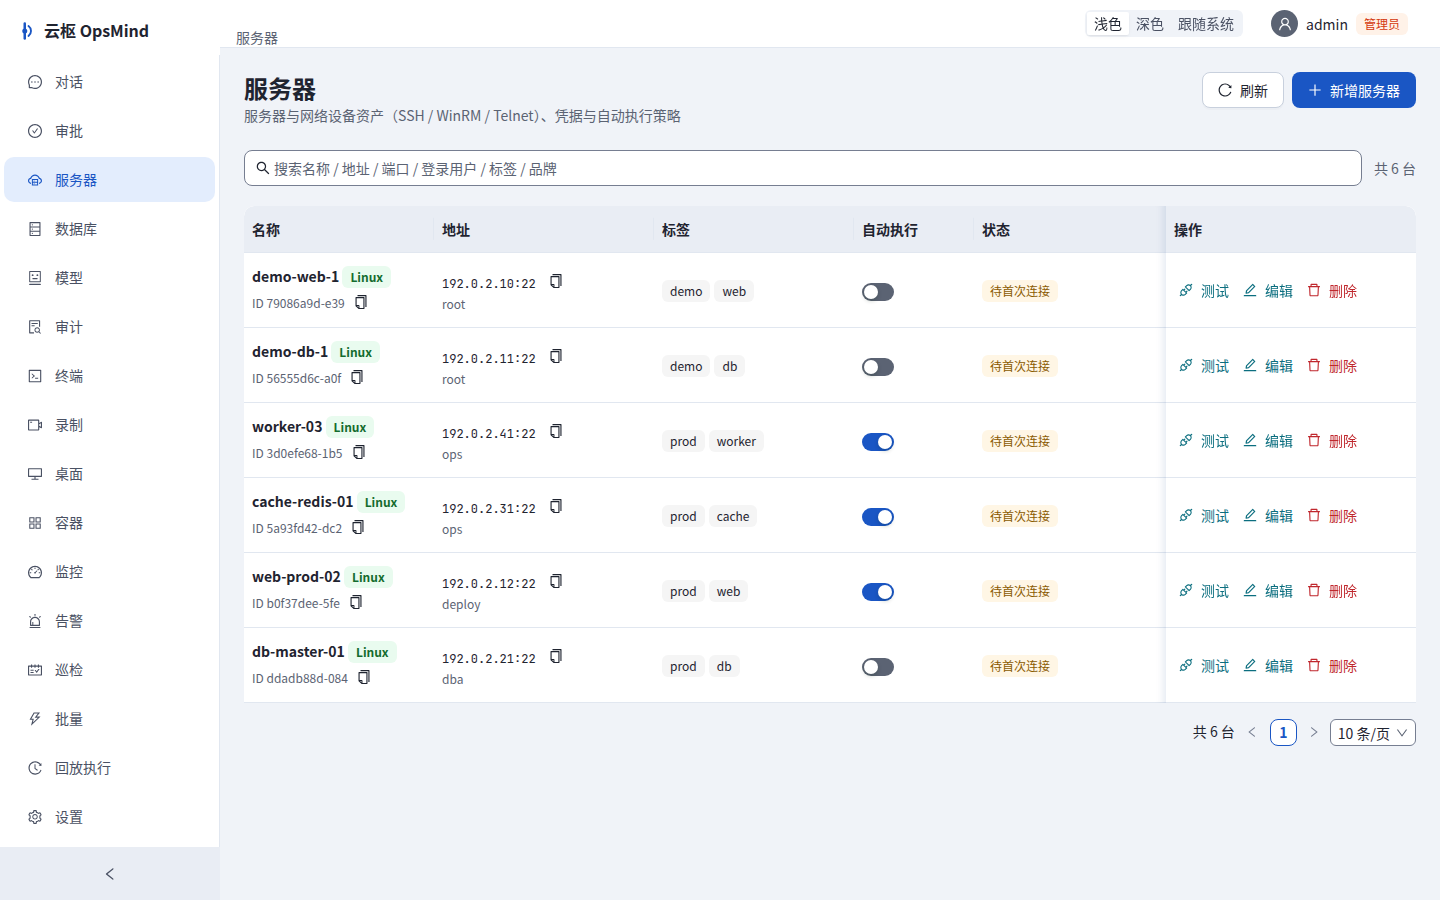 云枢 OpsMind
服务器
浅色 深色 跟随系统
admin 管理员
对话
审批
服务器
数据库
模型
审计
终端
录制
桌面
容器
监控
告警
巡检
批量
回放执行
设置
服务器
服务器与网络设备资产（SSH / WinRM / Telnet）、凭据与自动执行策略
刷新
新增服务器
搜索名称 / 地址 / 端口 / 登录用户 / 标签 / 品牌
共 6 台
名称 地址 标签 自动执行 状态 操作
demo-web-1 Linux 192.0.2.10:22 demo web 待首次连接 测试 编辑 删除
ID 79086a9d-e39 root
demo-db-1 Linux 192.0.2.11:22 demo db 待首次连接 测试 编辑 删除
ID 56555d6c-a0f root
worker-03 Linux 192.0.2.41:22 prod worker 待首次连接 测试 编辑 删除
ID 3d0efe68-1b5 ops
cache-redis-01 Linux 192.0.2.31:22 prod cache 待首次连接 测试 编辑 删除
ID 5a93fd42-dc2 ops
web-prod-02 Linux 192.0.2.12:22 prod web 待首次连接 测试 编辑 删除
ID b0f37dee-5fe deploy
db-master-01 Linux 192.0.2.21:22 prod db 待首次连接 测试 编辑 删除
ID ddadb88d-084 dba
共 6 台 1 10 条/页